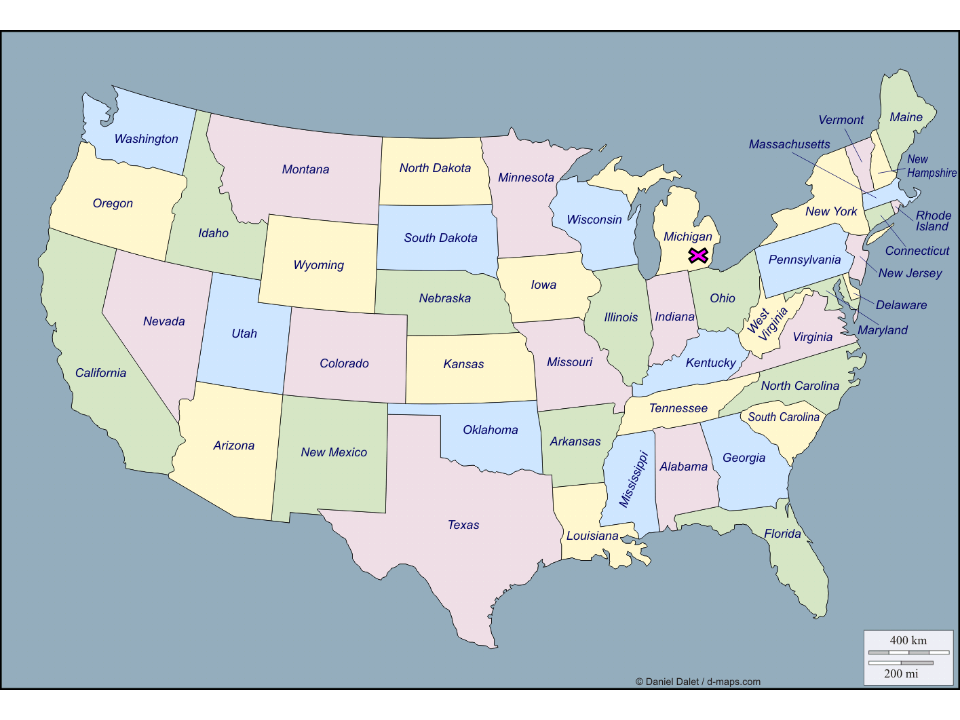 Maine
Vermont
Massachusetts
Washington
New
Hampshire
Montana
North Dakota
Minnesota
Oregon
New York
Rhode
Island
Wisconsin
Idaho
South Dakota
Michigan
Connecticut
Wyoming
Pennsylvania
New Jersey
Iowa
Nebraska
Ohio
Delaware
Nevada
Illinois
Indiana
West
Virginia
Maryland
Utah
Virginia
Colorado
Kansas
Missouri
Kentucky
California
North Carolina
Tennessee
South Carolina
Oklahoma
Arkansas
Arizona
New Mexico
Mississippi
Alabama
Georgia
Texas
Louisiana
Florida
400 km
200 mi
© Daniel Dalet / d-maps.com